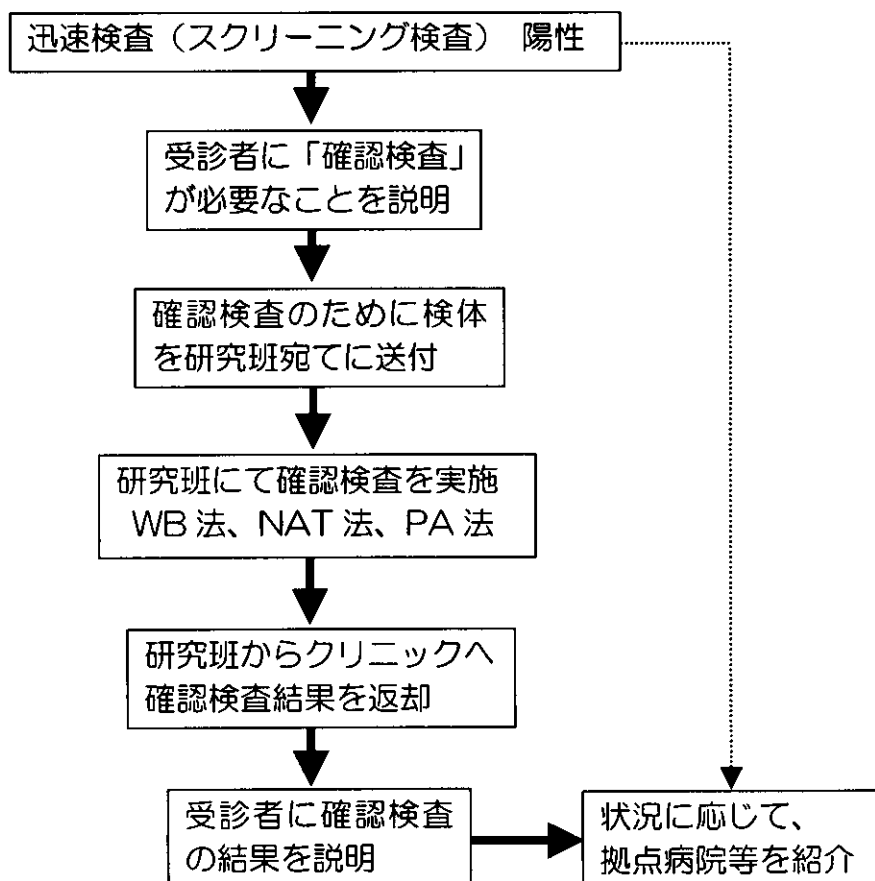 迅速検査（スクリーニング検査） 陽性
受診者に「確認検査」
が必要なことを説明
確認検査のために検体
を研究班宛てに送付
研究班にて確認検査を実施
WB法、NAT法、PA法
研究班からクリニックへ
確認検査結果を返却
受診者に確認検査
の結果を説明
状況に応じて、
拠点病院等を紹介